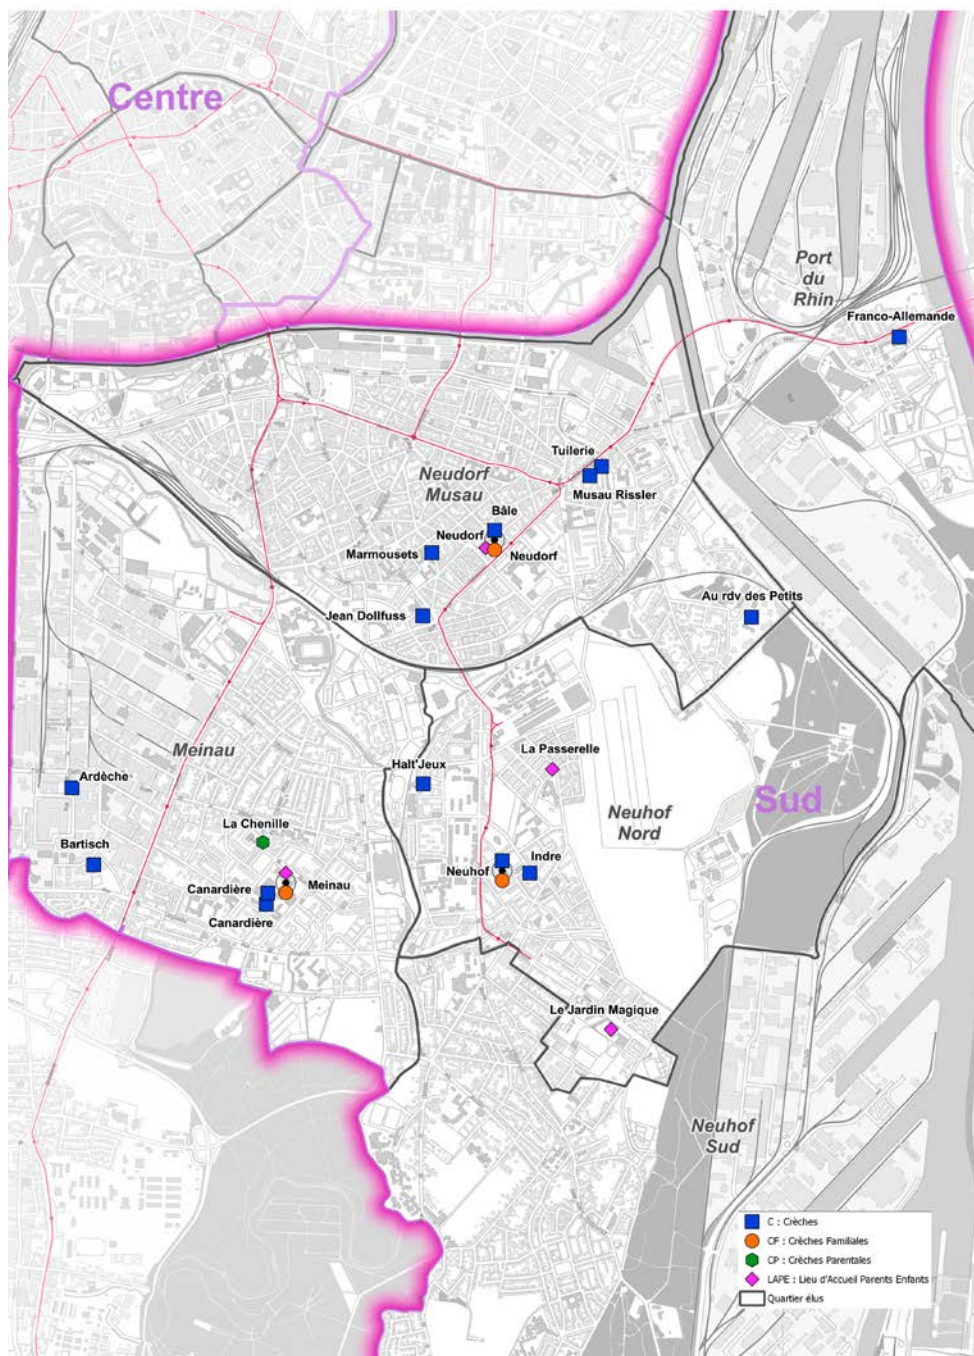 Centre
Port
du
Rhin
Franco-Allemande
Tuilerie
Neudorf
Musau
Musau Rissler
Bâle
Neudorf
Marmousets
Neudorf
Au rdv des Petits
Jean Dollfuss
Meinau
La Passerelle
Halt'Jeux
Ardèche
Sud
Neuhof
Nord
La Chenille
Bartisch
Indre
Neuhof
Canardière
Meinau
Canardière
Le Jardin Magique
Neuhof
Sud
C : Crèches
CF : Crèches Familiales
CP : Crèches Parentales
LAPE : Lieu d'Accueil Parents Enfants
Quartier élus